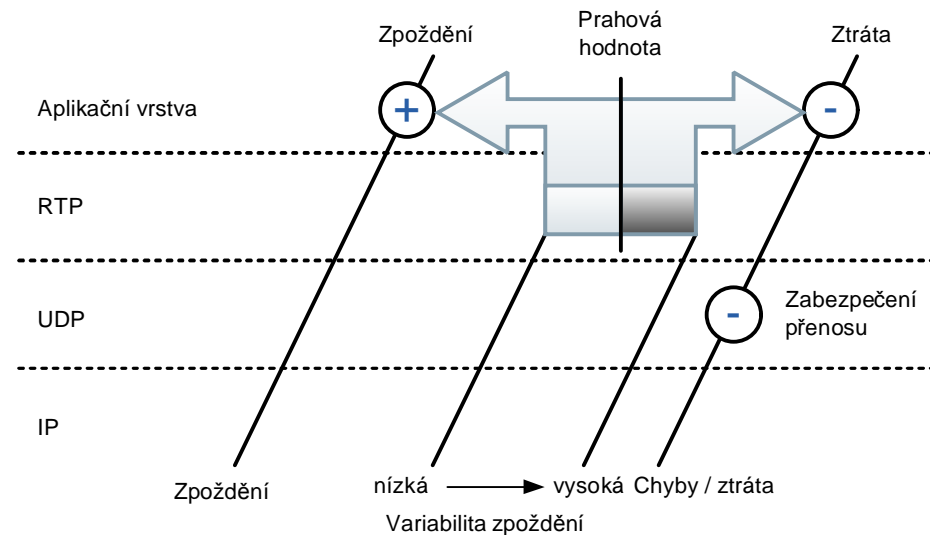 Zpoždění
Prahová
hodnota
Ztráta
Aplikační vrstva
+
-
RTP
UDP
-
Zabezpečení
přenosu
IP
Zpoždění
nízká
vysoká
Chyby / ztráta
Variabilita zpoždění